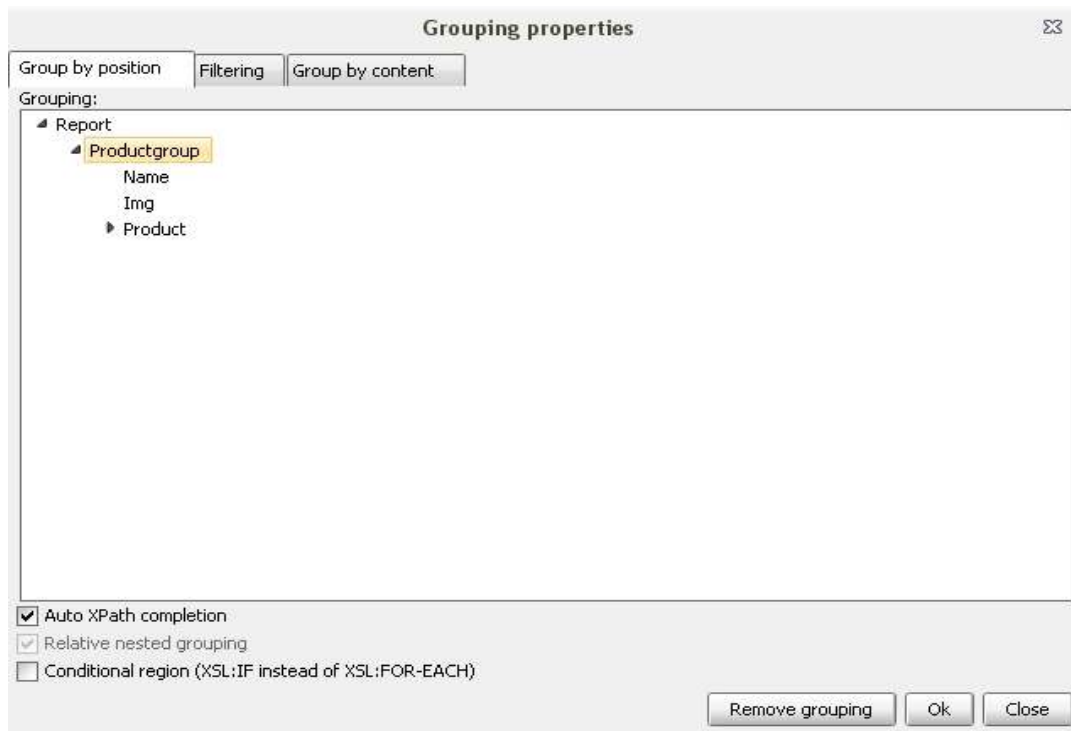 Grouping properties
Group by position Filtering Group by content
Grouping:
Report
Productgroup
Name
Img
Product
Auto XPath completion
Relative nested grouping
Conditional region (XSL:IF instead of XSL:FOR-EACH)
Remove grouping Ok Close